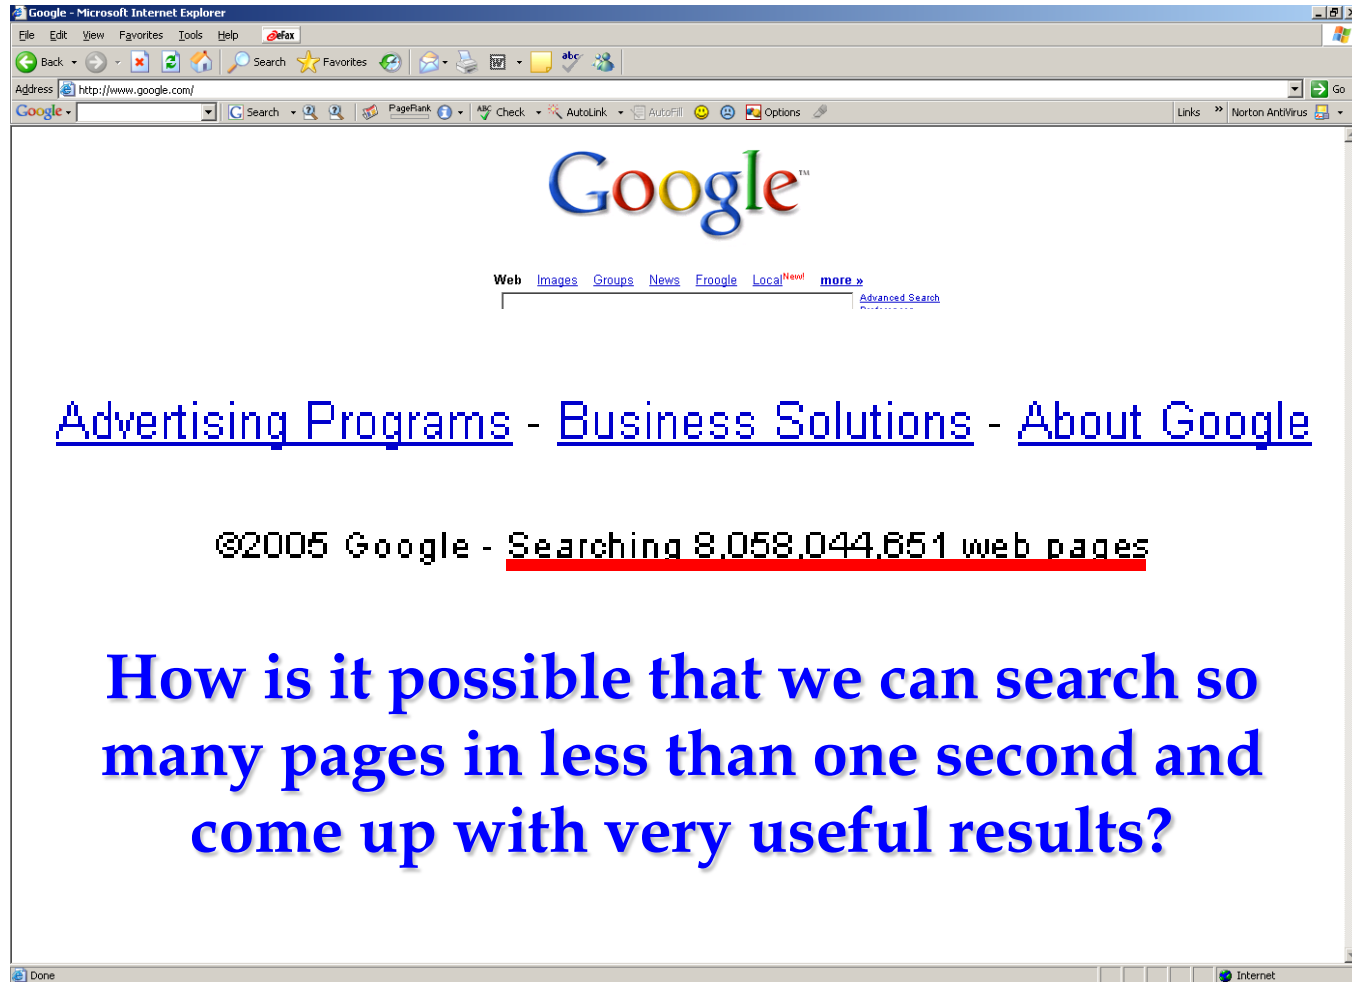 Google - Microsoft Internet Explorer
File Edit View Favorites Tools Help eFax
Back Search Favorites abc
Address http://www.google.com/ Go
Google Search PageRank ABC Check AutoLink AutoFill Options Links » Norton AntiVirus
Google™
Web Images Groups News Froogle Local New! more »
Advanced Search
Advertising Programs - Business Solutions - About Google
©2005 Google - Searching 8,058,044,651 web pages
How is it possible that we can search so
many pages in less than one second and
come up with very useful results?
Done Internet